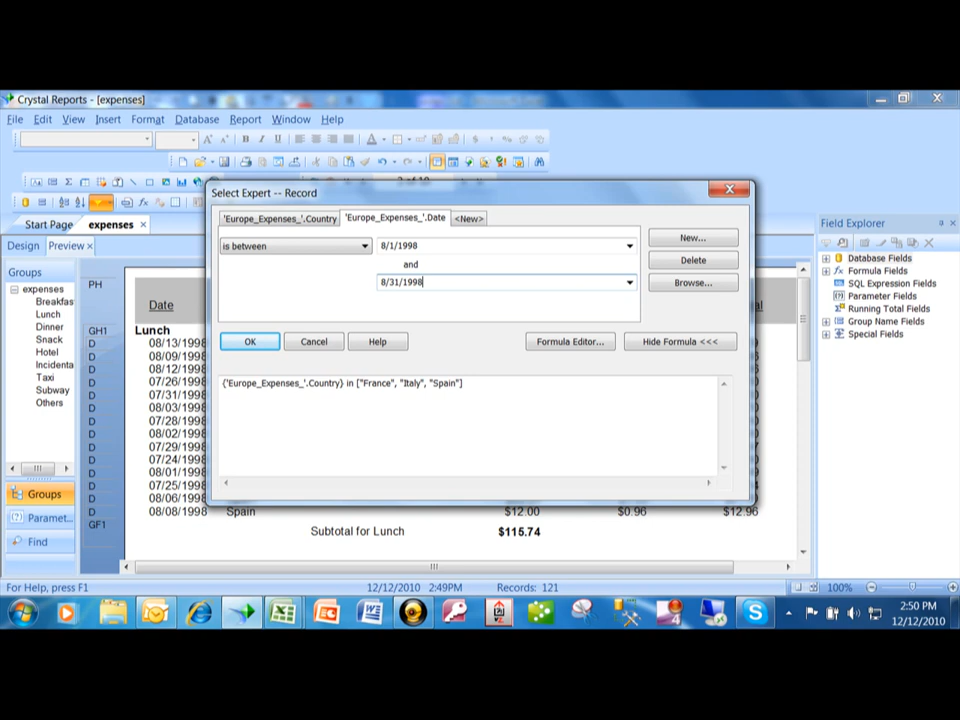 Crystal Reports - [expenses]
File Edit View Insert Format Database Report Window Help
Start Page expenses
Design Preview
Groups
expenses
Breakfas
Lunch
Dinner
Snack
Hotel
Incidenta
Taxi
Subway
Others
Groups
Paramet...
Find
PH
Date
GH1 Lunch
D 08/13/1998
D 08/09/1998
D 08/12/1998
D 07/26/1998
D 07/31/1998
D 08/03/1998
D 07/28/1998
D 08/02/1998
D 07/29/1998
D 07/24/1998
D 08/01/1998
D 07/25/1998
D 08/06/1998
D 08/08/1998 Spain $12.00 $0.96 $12.96
GF1
Subtotal for Lunch $115.74
Select Expert -- Record
'Europe_Expenses_'.Country 'Europe_Expenses_'.Date <New>
is between 8/1/1998
and
8/31/1998
New...
Delete
Browse...
OK Cancel Help Formula Editor... Hide Formula <<<
{'Europe_Expenses_'.Country} in ["France", "Italy", "Spain"]
Field Explorer
Database Fields
Formula Fields
SQL Expression Fields
Parameter Fields
Running Total Fields
Group Name Fields
Special Fields
For Help, press F1 12/12/2010 2:49PM Records: 121 100%
2:50 PM
12/12/2010